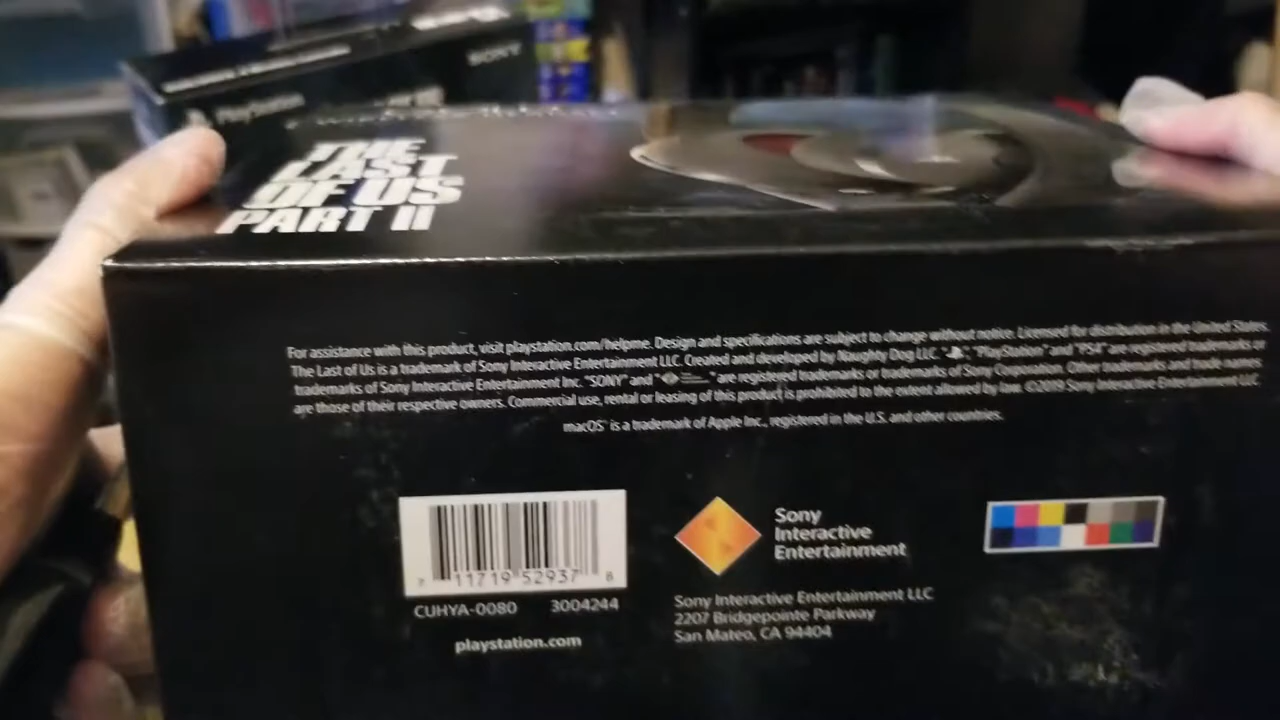 SONY
PlayStation
THE
LAST
OF US
PART II
For assistance with this product, visit playstation.com/helpme. Design and specifications are subject to change without notice. Licensed for distribution in the United States.
The Last of Us is a trademark of Sony Interactive Entertainment LLC. Created and developed by Naughty Dog LLC. " ", "PlayStation" and "PS4" are registered trademarks or
trademarks of Sony Interactive Entertainment Inc. "SONY" and " " are registered trademarks or trademarks of Sony Corporation. Other trademarks and trade names
are those of their respective owners. Commercial use, rental or leasing of this product is prohibited to the extent allowed by law. ©2019 Sony Interactive Entertainment LLC
macOS® is a trademark of Apple Inc., registered in the U.S. and other countries.
7 11719 52937 8
CUHYA-0080 3004244
playstation.com
Sony
Interactive
Entertainment
Sony Interactive Entertainment LLC
2207 Bridgepointe Parkway
San Mateo, CA 94404